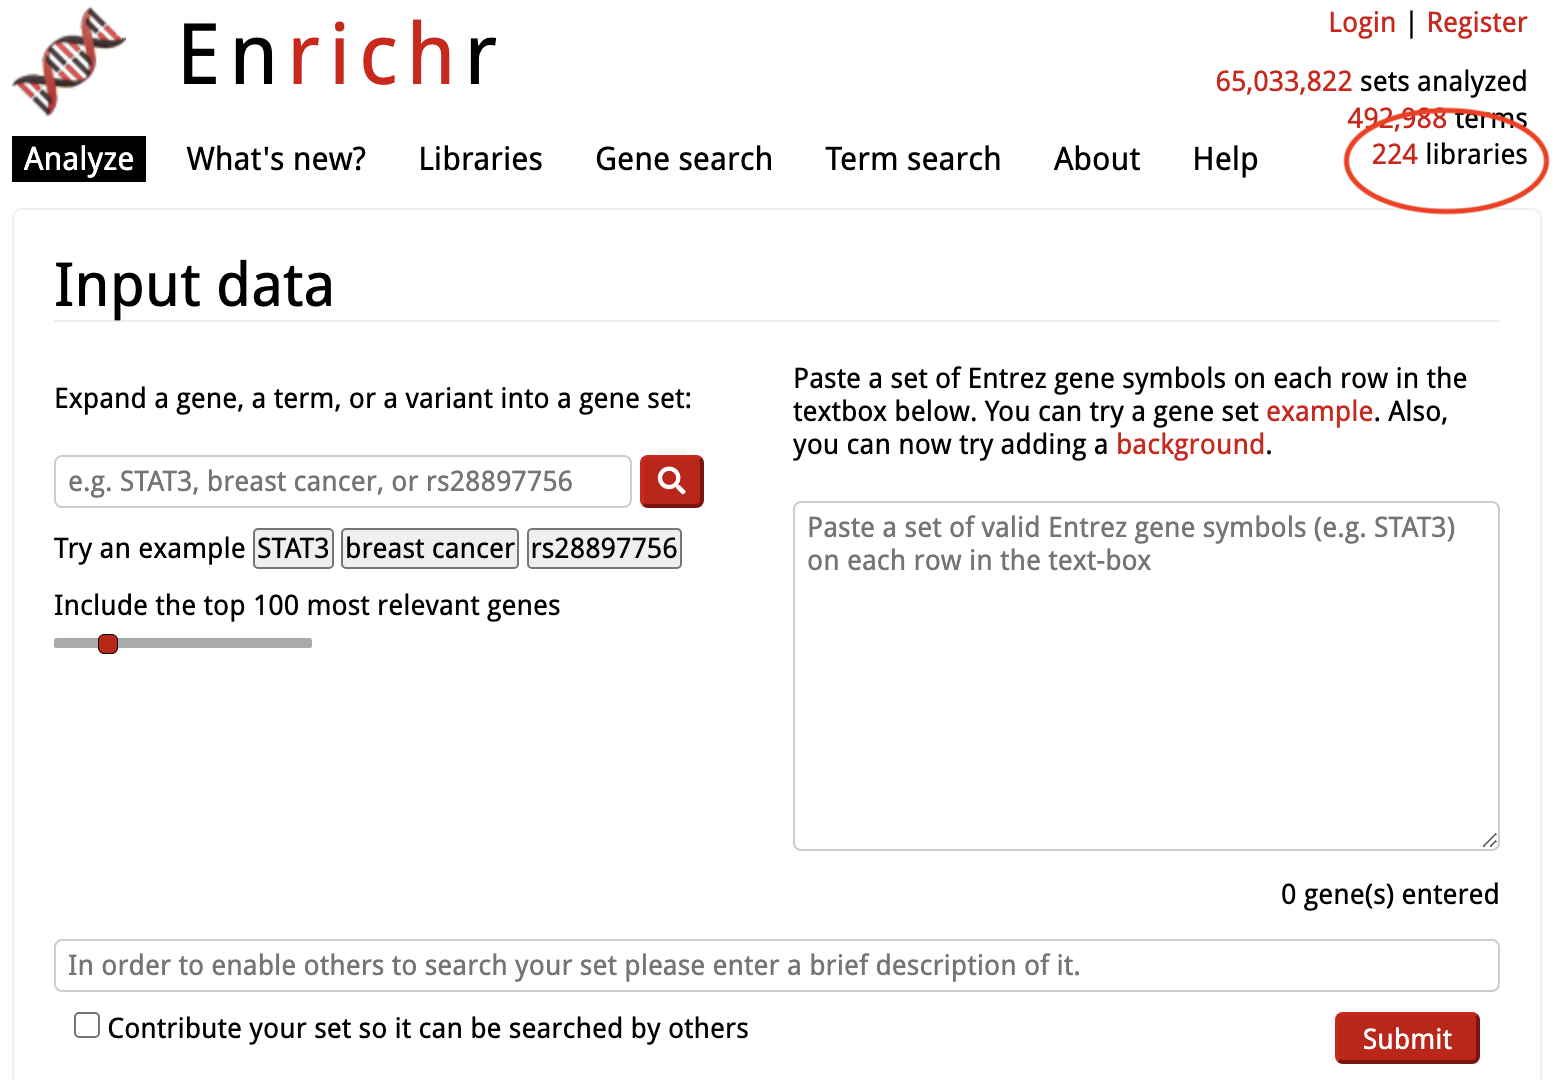 Enrichr
Login | Register
65,033,822 sets analyzed
492,988 terms
224 libraries
Analyze What's new? Libraries Gene search Term search About Help
Input data
Expand a gene, a term, or a variant into a gene set:
e.g. STAT3, breast cancer, or rs28897756
Try an example STAT3 breast cancer rs28897756
Include the top 100 most relevant genes
Paste a set of Entrez gene symbols on each row in the
textbox below. You can try a gene set example. Also,
you can now try adding a background.
Paste a set of valid Entrez gene symbols (e.g. STAT3)
on each row in the text-box
0 gene(s) entered
In order to enable others to search your set please enter a brief description of it.
Contribute your set so it can be searched by others
Submit